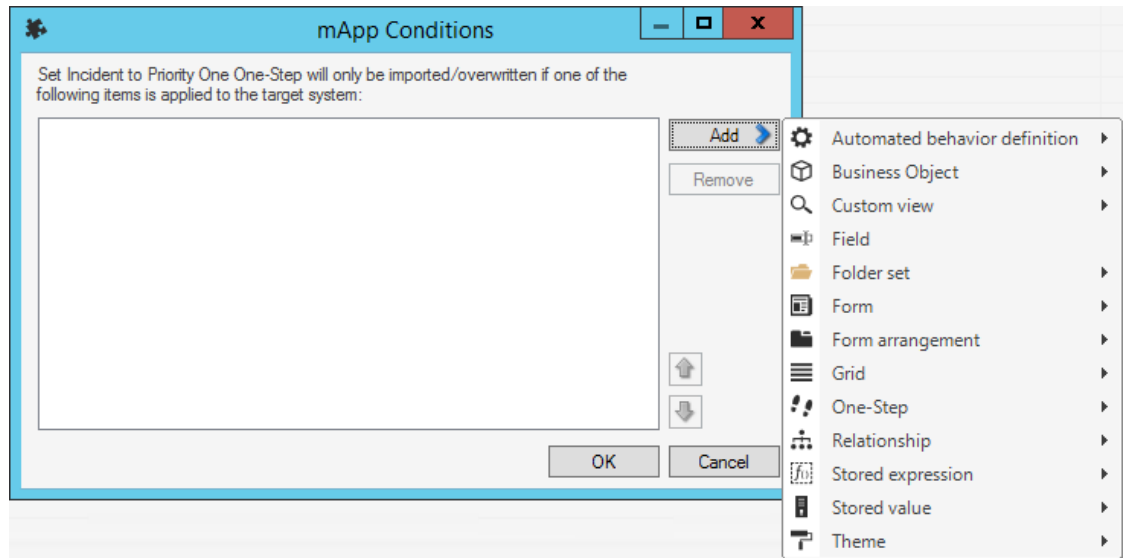 mApp Conditions
Set Incident to Priority One One-Step will only be imported/overwritten if one of the
following items is applied to the target system:
Add
Remove
OK
Cancel
Automated behavior definition
Business Object
Custom view
Field
Folder set
Form
Form arrangement
Grid
One-Step
Relationship
Stored expression
Stored value
Theme